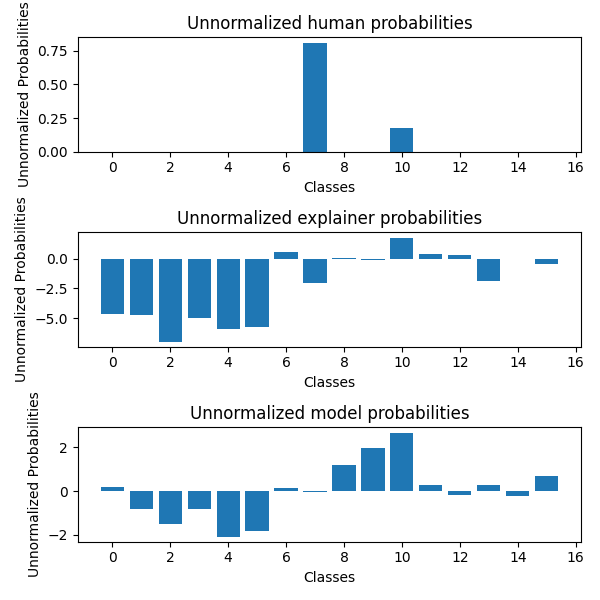 Unnormalized human probabilities
Unnormalized Probabilities
0.75
0.50
0.25
0.00
0 2 4 6 8 10 12 14 16
Classes
Unnormalized explainer probabilities
Unnormalized Probabilities
0.0
−2.5
−5.0
0 2 4 6 8 10 12 14 16
Classes
Unnormalized model probabilities
Unnormalized Probabilities
2
0
−2
0 2 4 6 8 10 12 14 16
Classes